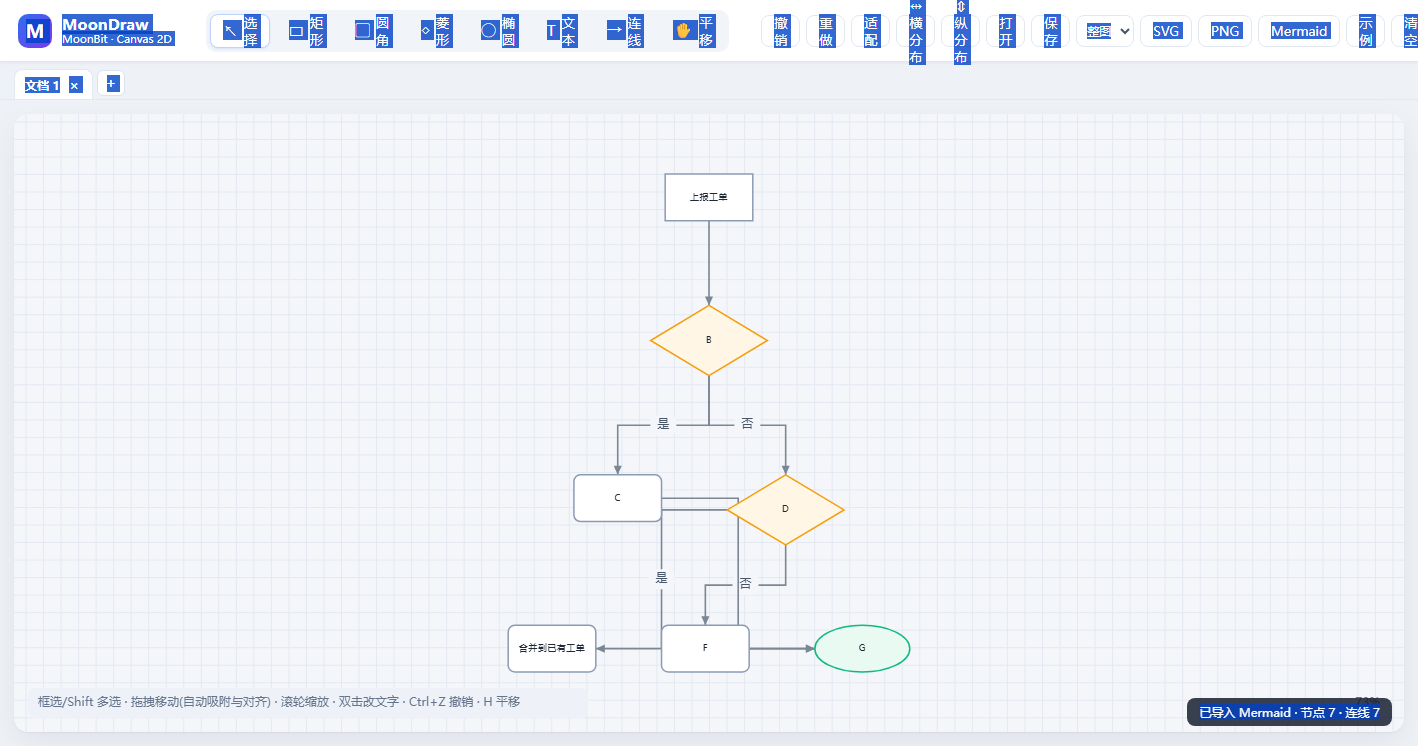 M
MoonDraw
MoonBit · Canvas 2D
↖ 选择
▭ 矩形
▢ 圆角
◇ 菱形
◯ 椭圆
T 文本
→ 连线
✋ 平移
撤销
重做
适配
↔ 横分布
⇕ 纵分布
打开
保存
整图
SVG
PNG
Mermaid
示例
清空
文档 1 ×
+
上报工单
B
是
否
C
D
是
否
合并到已有工单
F
G
框选/Shift 多选 · 拖拽移动(自动吸附与对齐) · 滚轮缩放 · 双击改文字 · Ctrl+Z 撤销 · H 平移
已导入 Mermaid · 节点 7 · 连线 7